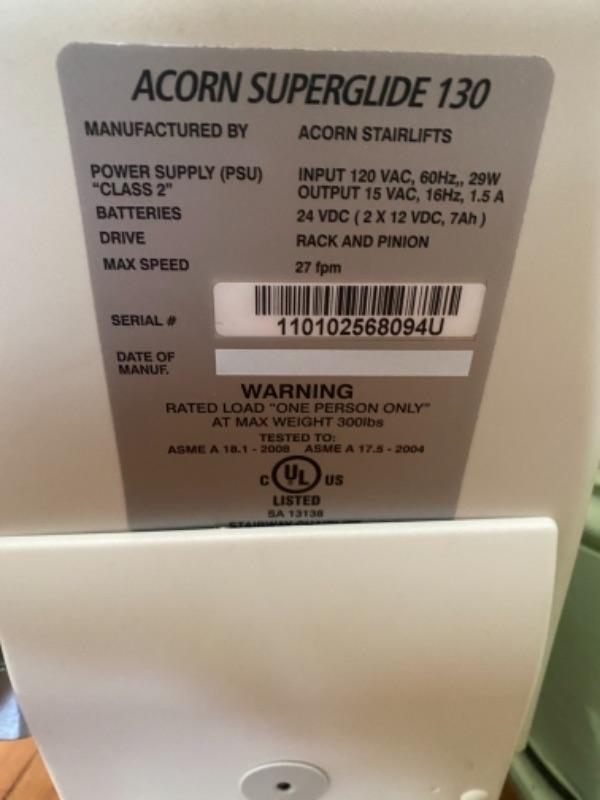 ACORN SUPERGLIDE 130
MANUFACTURED BY ACORN STAIRLIFTS
POWER SUPPLY (PSU) INPUT 120 VAC, 60Hz,, 29W
"CLASS 2" OUTPUT 15 VAC, 16Hz, 1.5 A
BATTERIES 24 VDC ( 2 X 12 VDC, 7Ah )
DRIVE RACK AND PINION
MAX SPEED 27 fpm
SERIAL # 110102568094U
DATE OF
MANUF.
WARNING
RATED LOAD "ONE PERSON ONLY"
AT MAX WEIGHT 300lbs
TESTED TO:
ASME A 18.1 - 2008 ASME A 17.5 - 2004
C UL US
LISTED
SA 13138